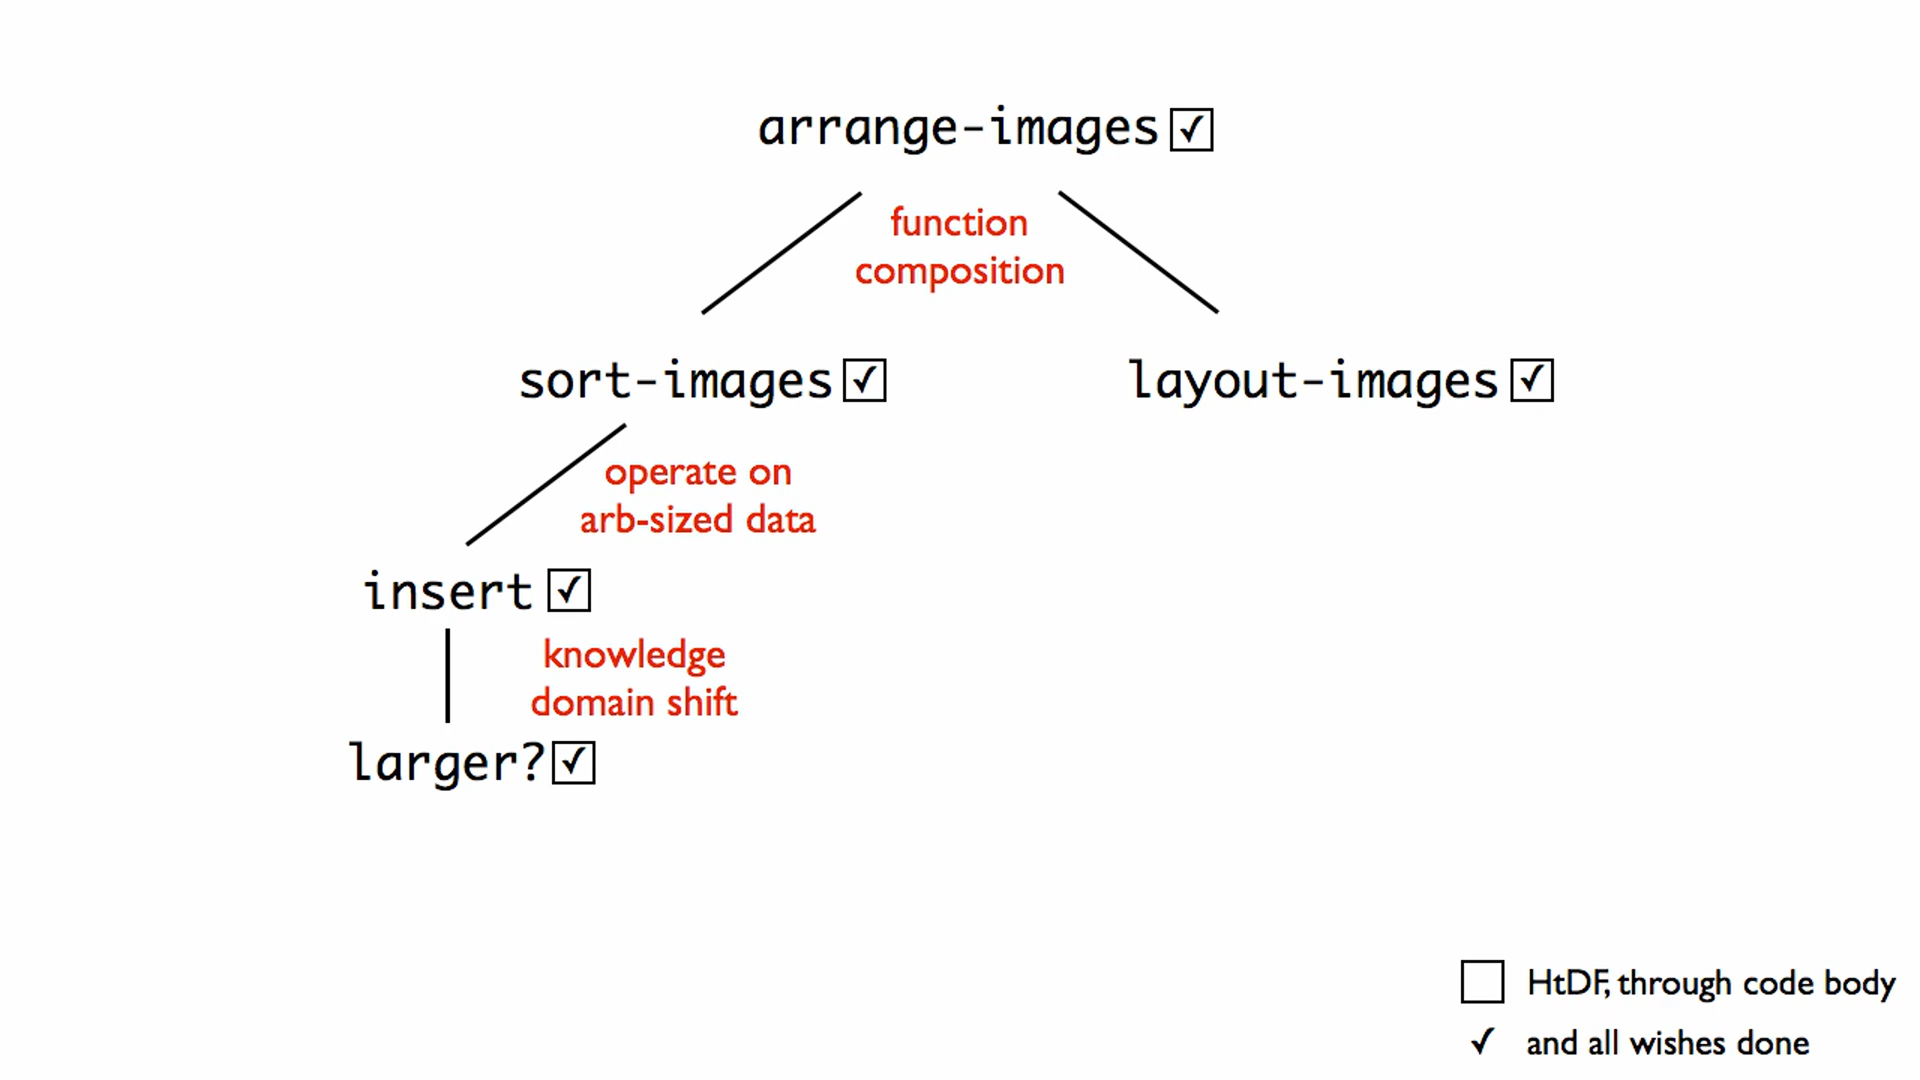 arrange-images
function
composition
sort-images
layout-images
operate on
arb-sized data
insert
knowledge
domain shift
larger?
HtDF, through code body
✓ and all wishes done